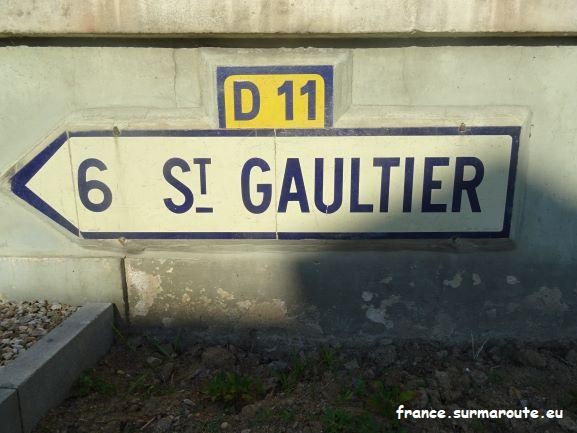 D 11
6 ST GAULTIER
france.surmaroute.eu